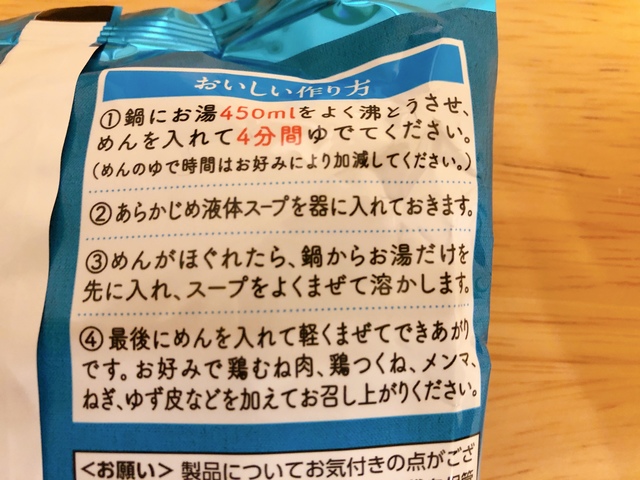 おいしい作り方
①鍋にお湯450mlをよく沸とうさせ、
めんを入れて4分間ゆでてください。
(めんのゆで時間はお好みにより加減してください。)
②あらかじめ液体スープを器に入れておきます。
③めんがほぐれたら、鍋からお湯だけを
先に入れ、スープをよくまぜて溶かします。
④最後にめんを入れて軽くまぜてできあがり
です。お好みで鶏むね肉、鶏つくね、メンマ、
ねぎ、ゆず皮などを加えてお召し上がりください。
<お願い> 製品についてお気付きの点がござ